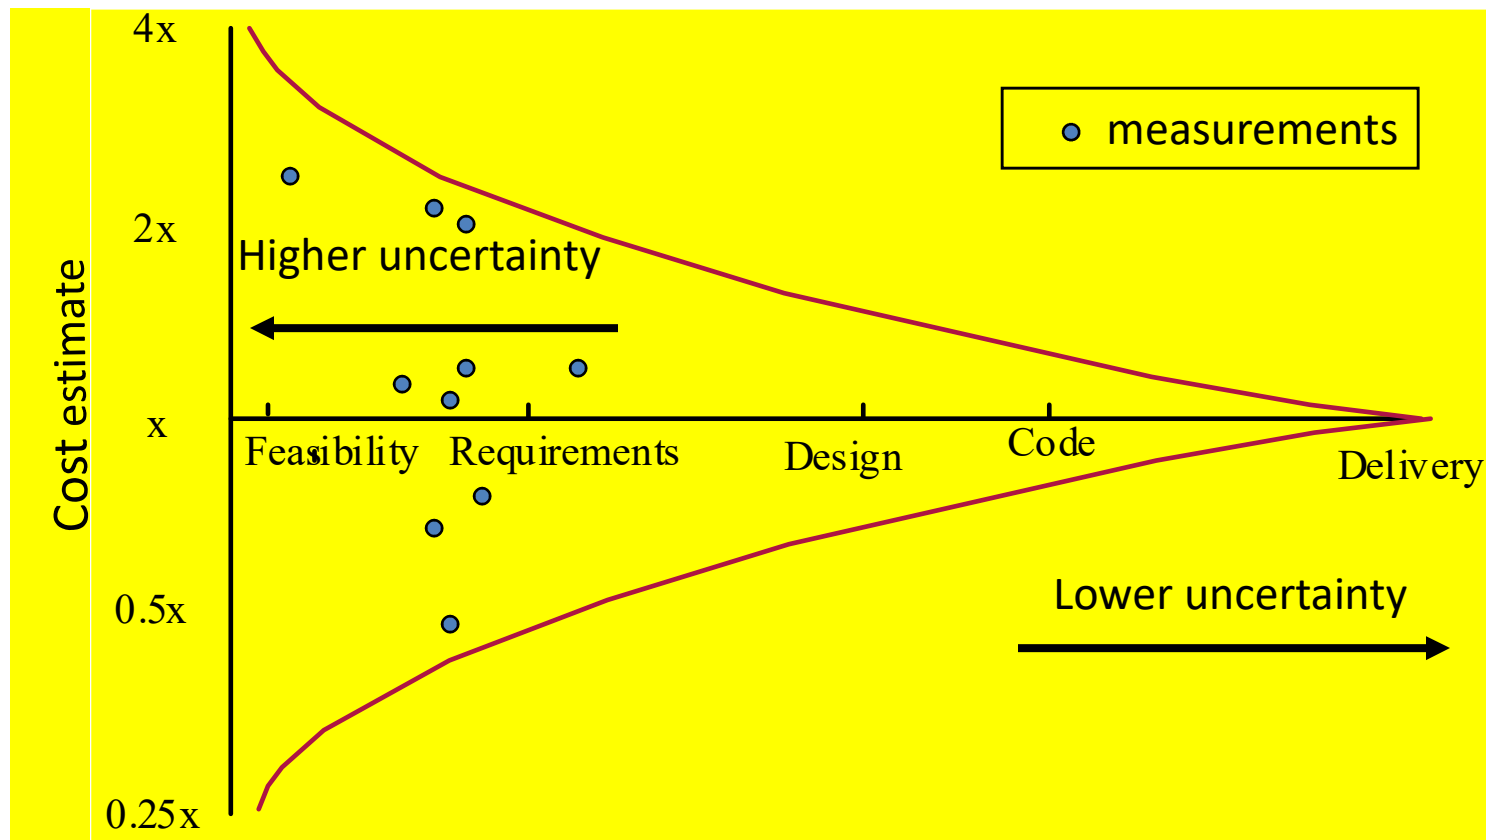 4x
measurements
2x
Higher uncertainty
Cost estimate
x
Feasibility
Requirements
Design
Code
Delivery
0.5x
Lower uncertainty
0.25x